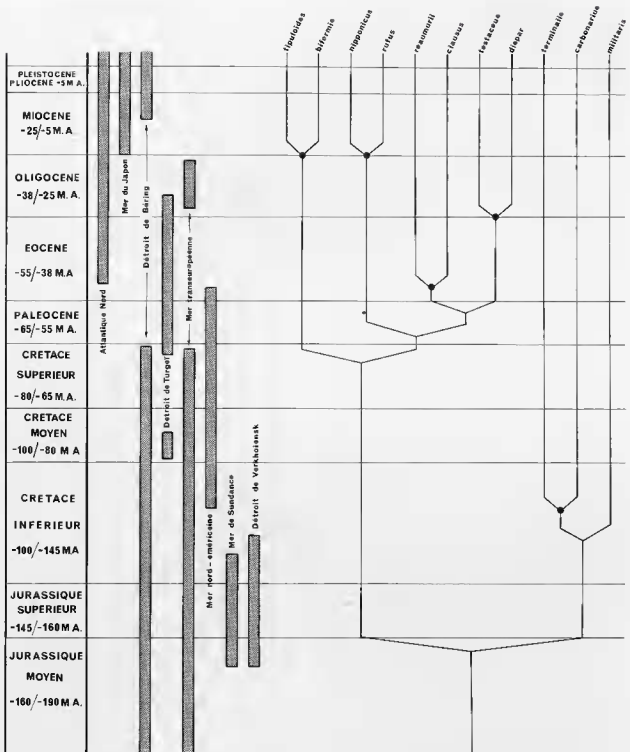 tipuloides
bifermis
nipponicus
rufus
reaumurii
clausus
testaceus
dispar
terminalis
carbonarius
militaris
PLEISTOCENE
PLIOCENE -5M A.
MIOCENE
-25/-5 M.A.
OLIGOCENE
-38/-25 M. A.
EOCENE
-55/-38 M.A
PALEOCENE
-65/-55 M.A.
CRETACE
SUPERIEUR
-80/-65 M.A.
CRETACE
MOYEN
-100/-80 M A
CRETACE
INFERIEUR
-100/-145 M.A
JURASSIQUE
SUPERIEUR
-145/-160 M.A.
JURASSIQUE
MOYEN
-160/-190 M.A.
Atlantique Nord
Mer du Japon
Détroit de Béring
Détroit de Turgaï
Mer transeuropéenne
Mer nord-américaine
Mer de Sundance
Détroit de Verkhoïensk